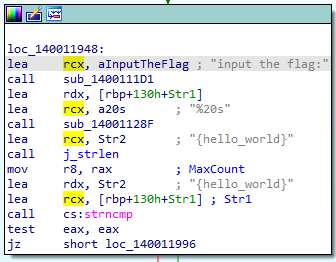 loc_140011948:
lea rcx, aInputTheFlag ; "input the flag:"
call sub_1400111D1
lea rdx, [rbp+130h+Str1]
lea rcx, a20s ; "%20s"
call sub_14001128F
lea rcx, Str2 ; "{hello_world}"
call j_strlen
mov r8, rax ; MaxCount
lea rdx, Str2 ; "{hello_world}"
lea rcx, [rbp+130h+Str1] ; Str1
call cs:strncmp
test eax, eax
jz short loc_140011996